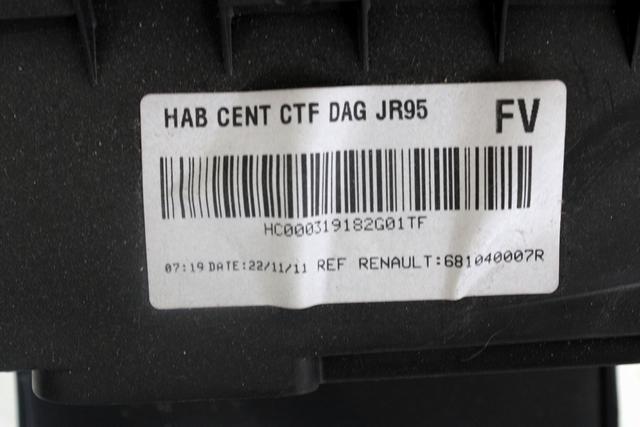 HAB CENT CTF DAG JR95 FV
HC000319182G01TF
07:19 DATE:22/11/11 REF RENAULT:681040007R